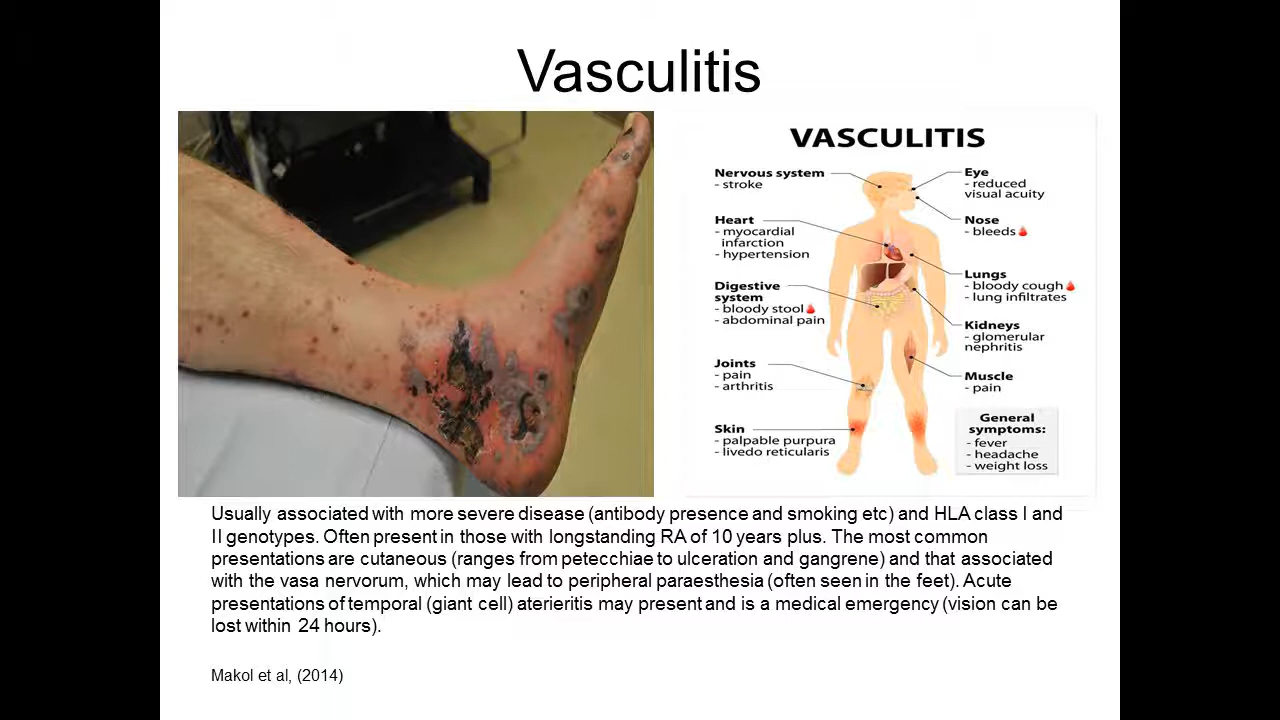 Vasculitis
VASCULITIS
Nervous system
- stroke
Heart
- myocardial
infarction
- hypertension
Digestive
system
- bloody stool
- abdominal pain
Joints
- pain
- arthritis
Skin
- palpable purpura
- livedo reticularis
Eye
- reduced
visual acuity
Nose
- bleeds
Lungs
- bloody cough
- lung infiltrates
Kidneys
- glomerular
nephritis
Muscle
- pain
General
symptoms:
- fever
- headache
- weight loss
Usually associated with more severe disease (antibody presence and smoking etc) and HLA class I and
II genotypes. Often present in those with longstanding RA of 10 years plus. The most common
presentations are cutaneous (ranges from petecchiae to ulceration and gangrene) and that associated
with the vasa nervorum, which may lead to peripheral paraesthesia (often seen in the feet). Acute
presentations of temporal (giant cell) aterieritis may present and is a medical emergency (vision can be
lost within 24 hours).
Makol et al, (2014)